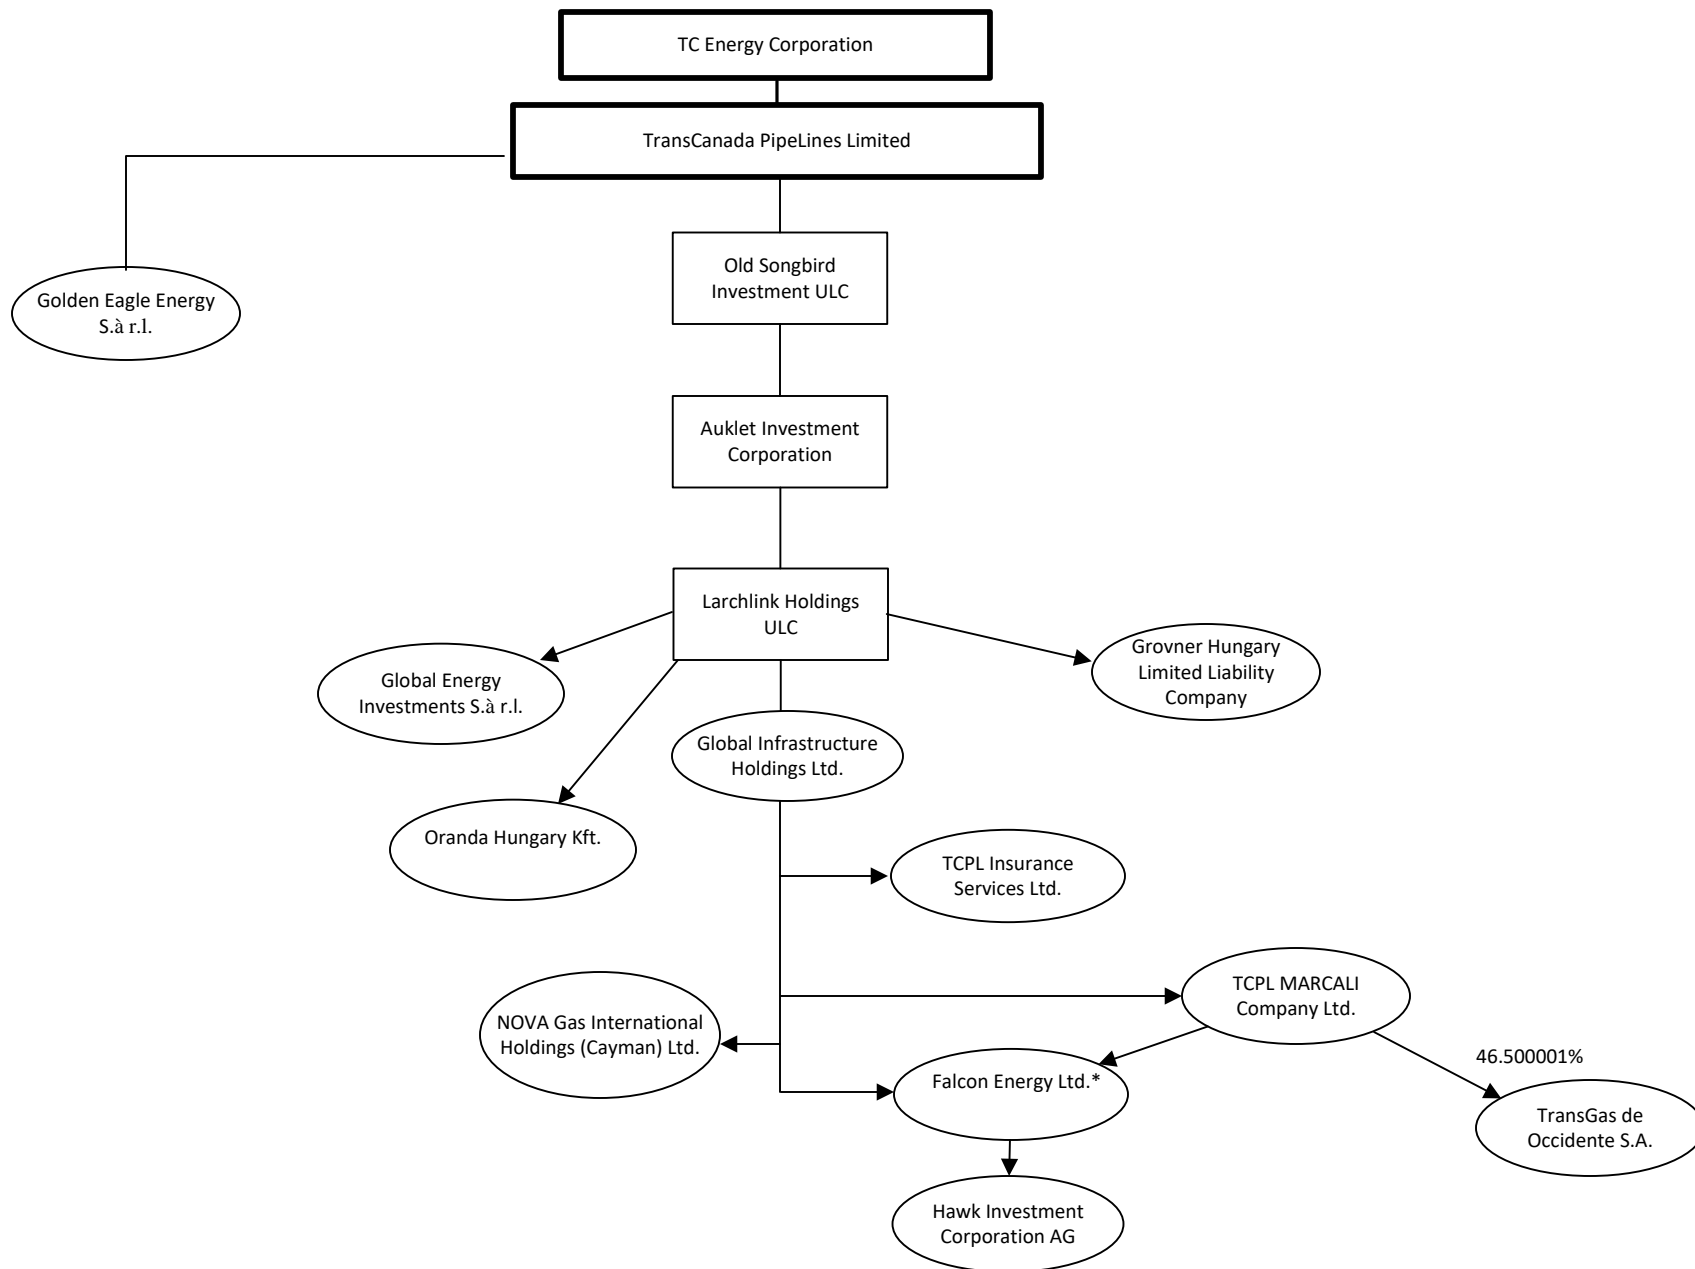 TC Energy Corporation
TransCanada PipeLines Limited
Old Songbird
Investment ULC
Golden Eagle Energy
S.à r.l.
Auklet Investment
Corporation
Larchlink Holdings
ULC
Grovner Hungary
Limited Liability
Company
Global Energy
Investments S.à r.l.
Global Infrastructure
Holdings Ltd.
Oranda Hungary Kft.
TCPL Insurance
Services Ltd.
TCPL MARCALI
Company Ltd.
NOVA Gas International
Holdings (Cayman) Ltd.
46.500001%
Falcon Energy Ltd.*
TransGas de
Occidente S.A.
Hawk Investment
Corporation AG